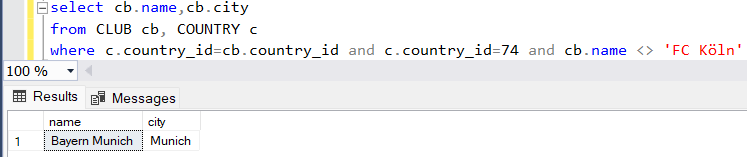 select cb.name,cb.city
from CLUB cb, COUNTRY c
where c.country_id=cb.country_id and c.country_id=74 and cb.name <> 'FC Köln'
100 %
Results Messages
name city
1 Bayern Munich Munich